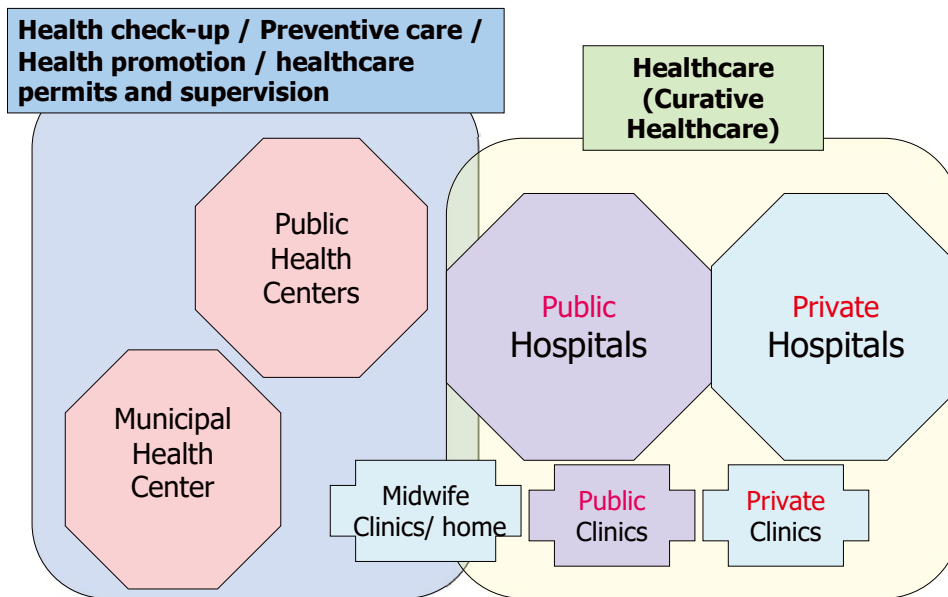 Health check-up / Preventive care /
Health promotion / healthcare
permits and supervision
Healthcare
(Curative
Healthcare)
Public
Health
Centers
Public
Hospitals
Private
Hospitals
Municipal
Health
Center
Midwife
Clinics/ home
Public
Clinics
Private
Clinics